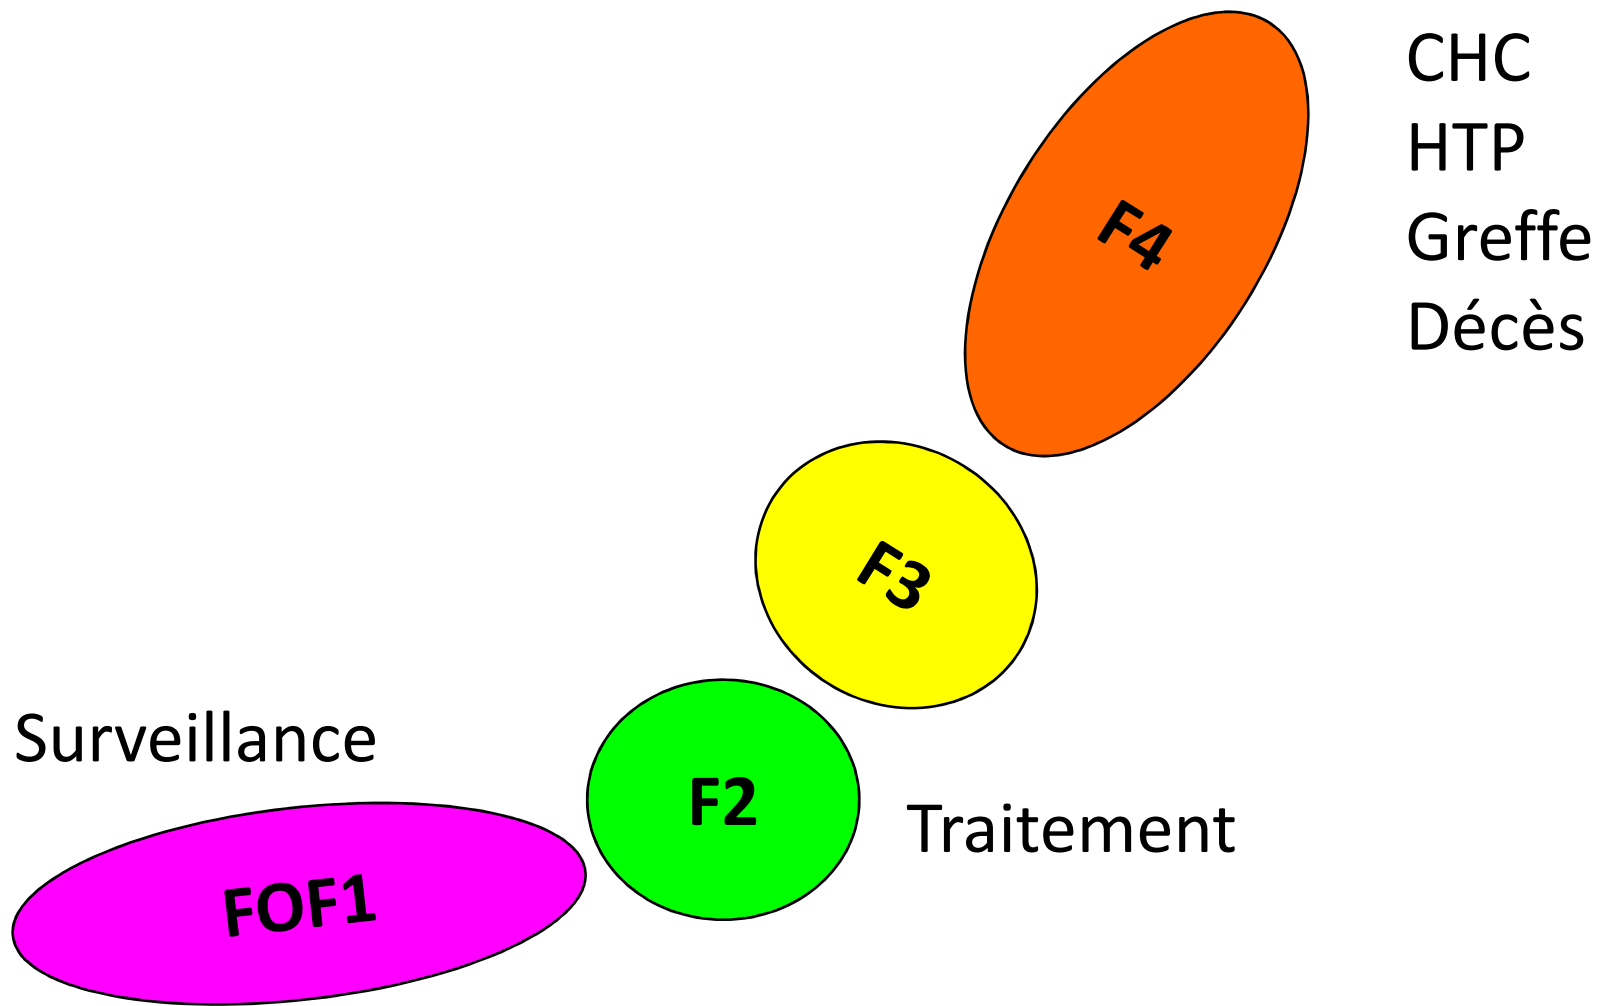 CHC
HTP
Greffe
Décès
F4
F3
Surveillance
F2
Traitement
FOF1